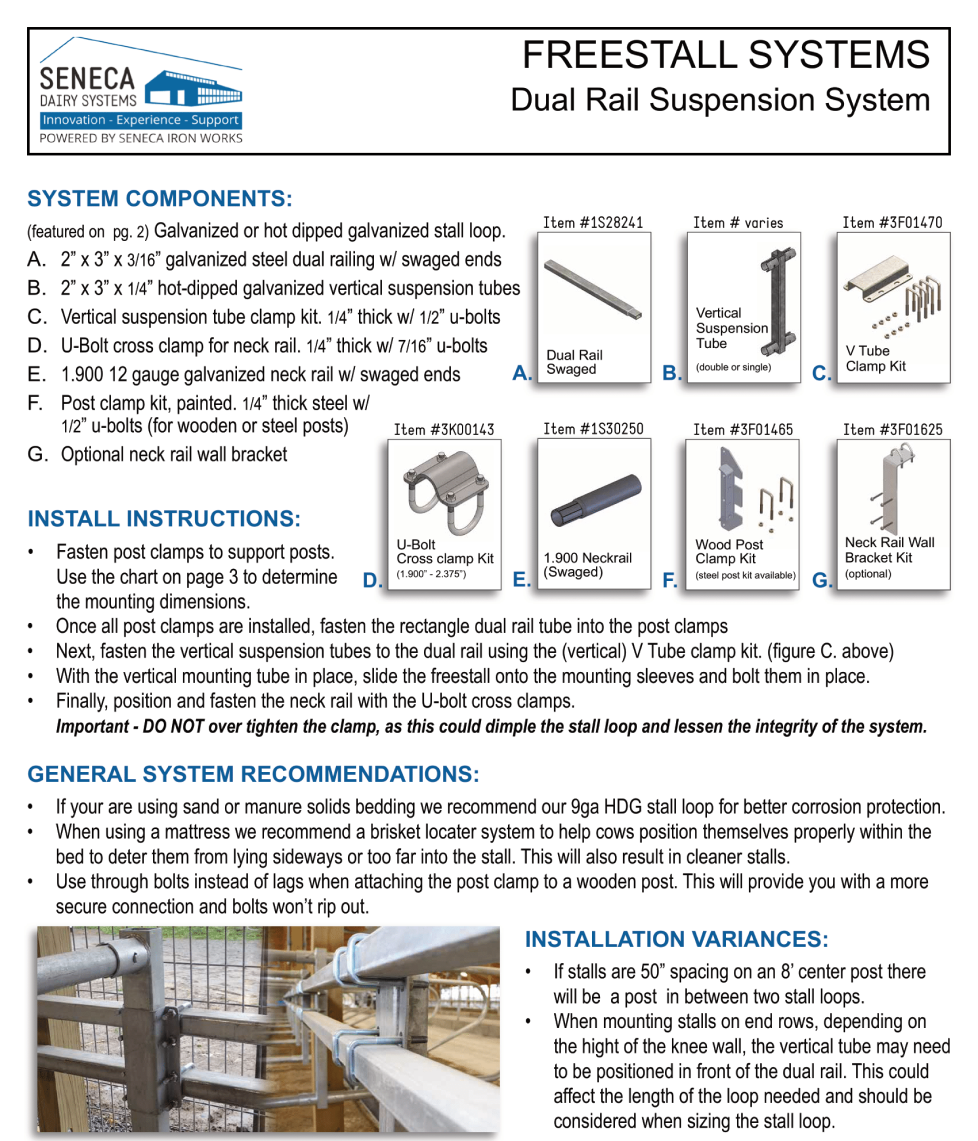 SENECA
DAIRY SYSTEMS
Innovation - Experience - Support
POWERED BY SENECA IRON WORKS
FREESTALL SYSTEMS
Dual Rail Suspension System
SYSTEM COMPONENTS:
(featured on pg. 2) Galvanized or hot dipped galvanized stall loop.
A. 2” x 3” x 3/16” galvanized steel dual railing w/ swaged ends
B. 2” x 3” x 1/4” hot-dipped galvanized vertical suspension tubes
C. Vertical suspension tube clamp kit. 1/4” thick w/ 1/2” u-bolts
D. U-Bolt cross clamp for neck rail. 1/4” thick w/ 7/16” u-bolts
E. 1.900 12 gauge galvanized neck rail w/ swaged ends
F. Post clamp kit, painted. 1/4” thick steel w/
1/2” u-bolts (for wooden or steel posts)
G. Optional neck rail wall bracket
Item #1S28241
Dual Rail
Swaged
A.
Item # varies
Vertical
Suspension
Tube
(double or single)
B.
Item #3F01470
V Tube
Clamp Kit
C.
Item #3K00143
U-Bolt
Cross clamp Kit
(1.900” - 2.375”)
D.
Item #1S30250
1.900 Neckrail
(Swaged)
E.
Item #3F01465
Wood Post
Clamp Kit
(steel post kit available)
F.
Item #3F01625
Neck Rail Wall
Bracket Kit
(optional)
G.
INSTALL INSTRUCTIONS:
• Fasten post clamps to support posts.
Use the chart on page 3 to determine
the mounting dimensions.
• Once all post clamps are installed, fasten the rectangle dual rail tube into the post clamps
• Next, fasten the vertical suspension tubes to the dual rail using the (vertical) V Tube clamp kit. (figure C. above)
• With the vertical mounting tube in place, slide the freestall onto the mounting sleeves and bolt them in place.
• Finally, position and fasten the neck rail with the U-bolt cross clamps.
Important - DO NOT over tighten the clamp, as this could dimple the stall loop and lessen the integrity of the system.
GENERAL SYSTEM RECOMMENDATIONS:
• If your are using sand or manure solids bedding we recommend our 9ga HDG stall loop for better corrosion protection.
• When using a mattress we recommend a brisket locater system to help cows position themselves properly within the
bed to deter them from lying sideways or too far into the stall. This will also result in cleaner stalls.
• Use through bolts instead of lags when attaching the post clamp to a wooden post. This will provide you with a more
secure connection and bolts won’t rip out.
INSTALLATION VARIANCES:
• If stalls are 50” spacing on an 8’ center post there
will be a post in between two stall loops.
• When mounting stalls on end rows, depending on
the hight of the knee wall, the vertical tube may need
to be positioned in front of the dual rail. This could
affect the length of the loop needed and should be
considered when sizing the stall loop.